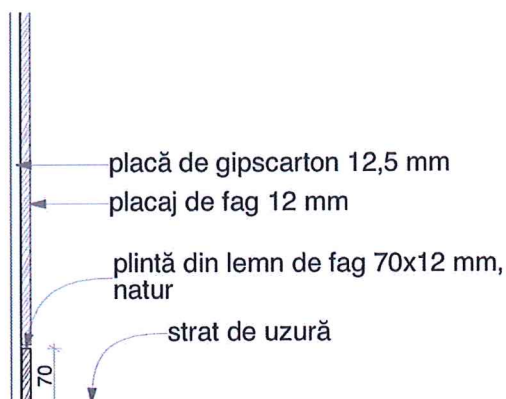 placă de gipscarton 12,5 mm
placaj de fag 12 mm
plintă din lemn de fag 70x12 mm,
natur
strat de uzură
70